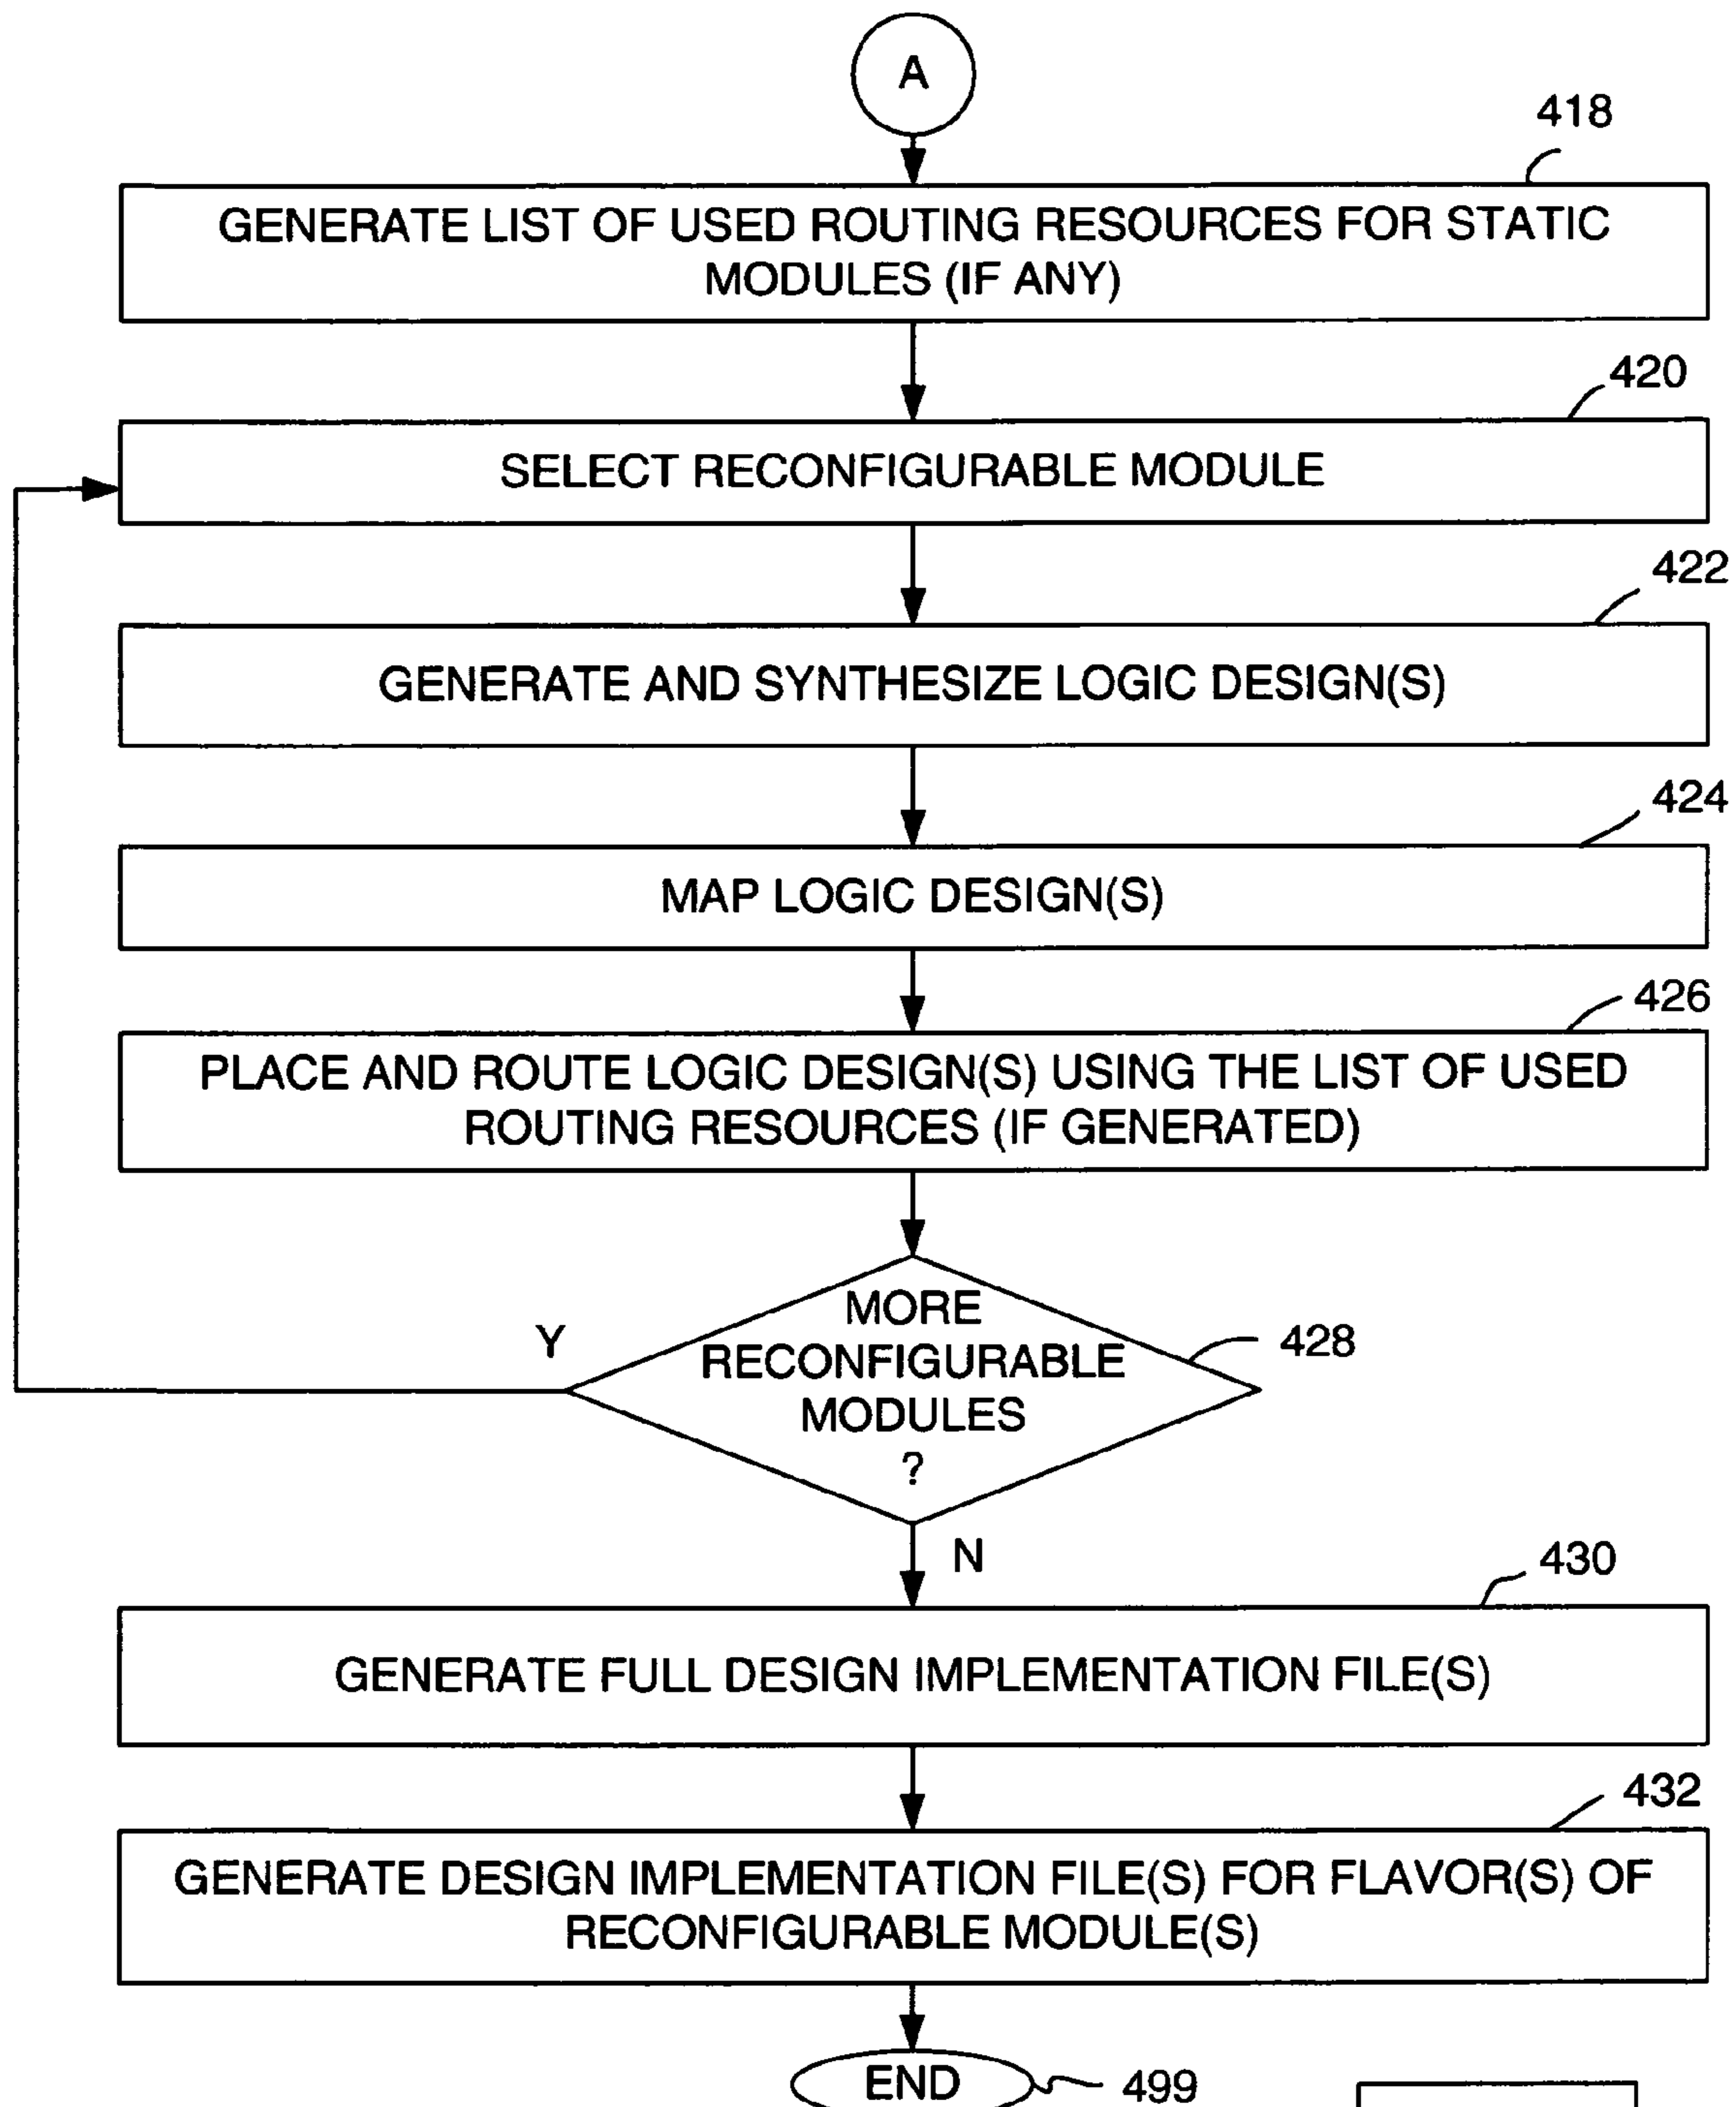 A
418
GENERATE LIST OF USED ROUTING RESOURCES FOR STATIC
MODULES (IF ANY)
420
SELECT RECONFIGURABLE MODULE
422
GENERATE AND SYNTHESIZE LOGIC DESIGN(S)
424
MAP LOGIC DESIGN(S)
426
PLACE AND ROUTE LOGIC DESIGN(S) USING THE LIST OF USED
ROUTING RESOURCES (IF GENERATED)
Y
MORE
RECONFIGURABLE
MODULES
?
428
N
430
GENERATE FULL DESIGN IMPLEMENTATION FILE(S)
432
GENERATE DESIGN IMPLEMENTATION FILE(S) FOR FLAVOR(S) OF
RECONFIGURABLE MODULE(S)
END
499